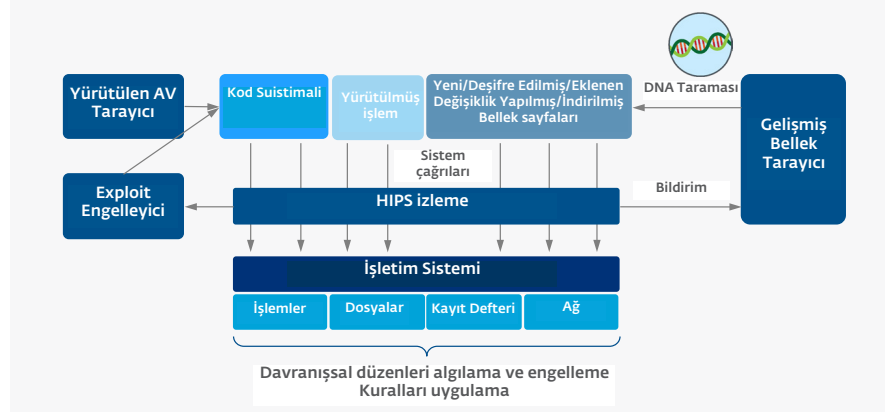 Yürütülen AV
Tarayıcı
Kod Suistimali
Yürütülmüş
işlem
Yeni/Deşifre Edilmiş/Eklenen
Değişiklik Yapılmış/İndirilmiş
Bellek sayfaları
DNA Taraması
Gelişmiş
Bellek
Tarayıcı
Sistem
çağrıları
Exploit
Engelleyici
HIPS izleme
Bildirim
İşletim Sistemi
İşlemler
Dosyalar
Kayıt Defteri
Ağ
Davranışsal düzenleri algılama ve engelleme
Kuralları uygulama